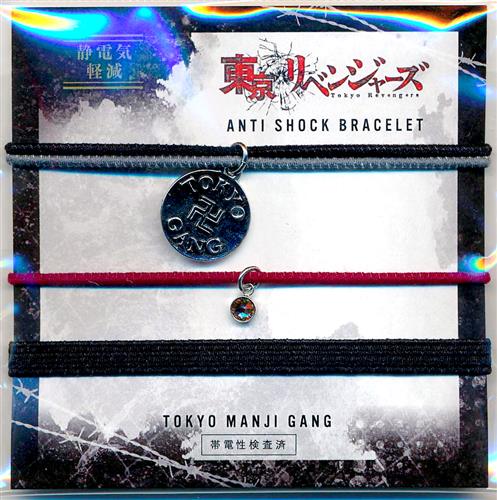 静電気
軽減
東京リベンジャーズ
Tokyo Revengers
ANTI SHOCK BRACELET
TOKYO
卍
GANG
TOKYO MANJI GANG
帯電性検査済